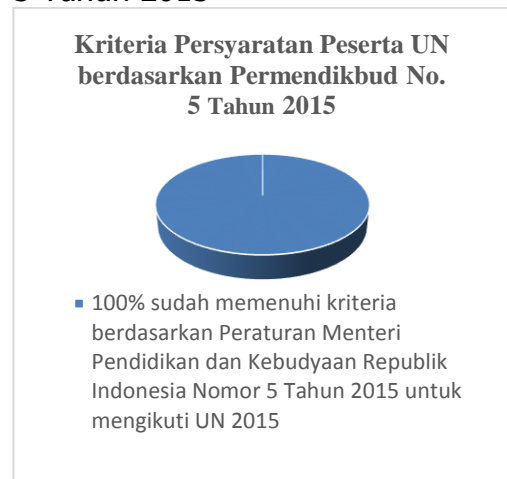 Kriteria Persyaratan Peserta UN
berdasarkan Permendikbud No.
5 Tahun 2015
100% sudah memenuhi kriteria
berdasarkan Peraturan Menteri
Pendidikan dan Kebudyaan Republik
Indonesia Nomor 5 Tahun 2015 untuk
mengikuti UN 2015